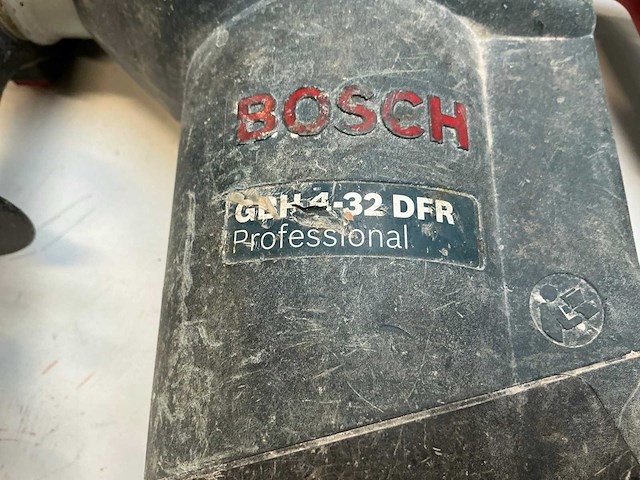 BOSCH
GBH 4-32 DFR
Professional